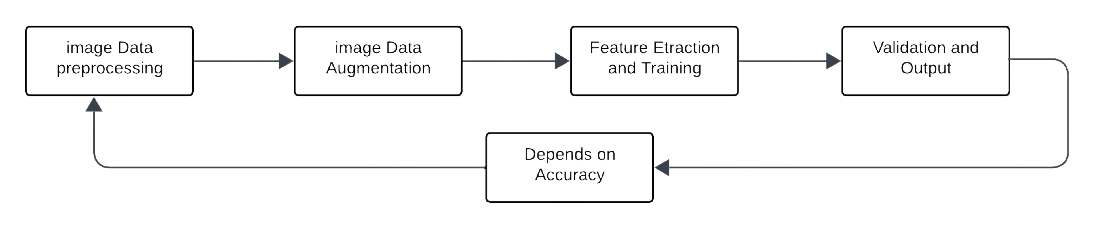 image Data
preprocessing
image Data
Augmentation
Feature Etraction
and Training
Validation and
Output
Depends on
Accuracy